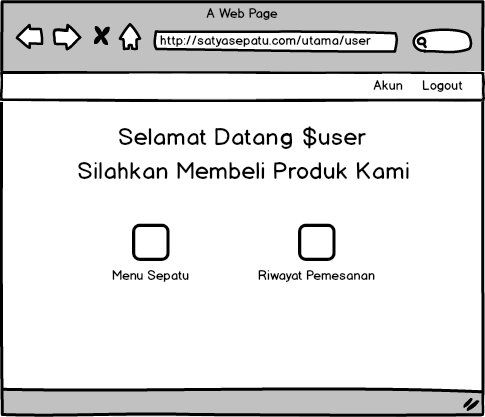 A Web Page
http://satyasepatu.com/utama/user
Akun Logout
Selamat Datang $user
Silahkan Membeli Produk Kami
Menu Sepatu Riwayat Pemesanan